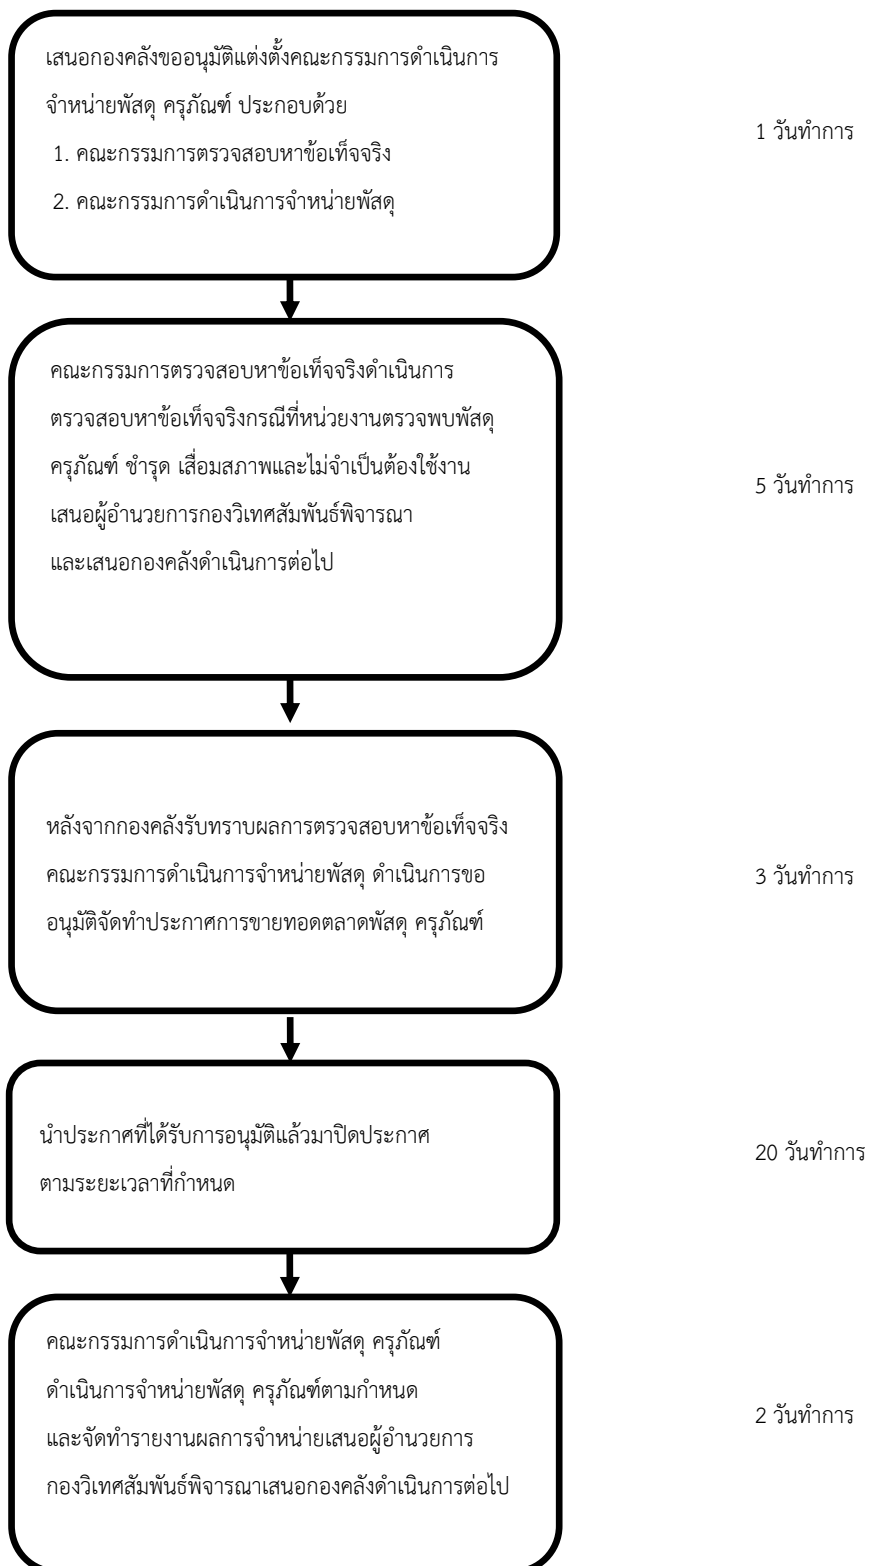 เสนอกองคลังขออนุมัติแต่งตั้งคณะกรรมการดำเนินการ
จำหน่ายพัสดุ ครุภัณฑ์ ประกอบด้วย
1. คณะกรรมการตรวจสอบหาข้อเท็จจริง
2. คณะกรรมการดำเนินการจำหน่ายพัสดุ
1 วันทำการ
คณะกรรมการตรวจสอบหาข้อเท็จจริงดำเนินการ
ตรวจสอบหาข้อเท็จจริงกรณีที่หน่วยงานตรวจพบพัสดุ
ครุภัณฑ์ ชำรุด เสื่อมสภาพและไม่จำเป็นต้องใช้งาน
เสนอผู้อำนวยการกองวิเทศสัมพันธ์พิจารณา
และเสนอกองคลังดำเนินการต่อไป
5 วันทำการ
หลังจากกองคลังรับทราบผลการตรวจสอบหาข้อเท็จจริง
คณะกรรมการดำเนินการจำหน่ายพัสดุ ดำเนินการขอ
อนุมัติจัดทำประกาศการขายทอดตลาดพัสดุ ครุภัณฑ์
3 วันทำการ
นำประกาศที่ได้รับการอนุมัติแล้วมาปิดประกาศ
ตามระยะเวลาที่กำหนด
20 วันทำการ
คณะกรรมการดำเนินการจำหน่ายพัสดุ ครุภัณฑ์
ดำเนินการจำหน่ายพัสดุ ครุภัณฑ์ตามกำหนด
และจัดทำรายงานผลการจำหน่ายเสนอผู้อำนวยการ
กองวิเทศสัมพันธ์พิจารณาเสนอกองคลังดำเนินการต่อไป
2 วันทำการ